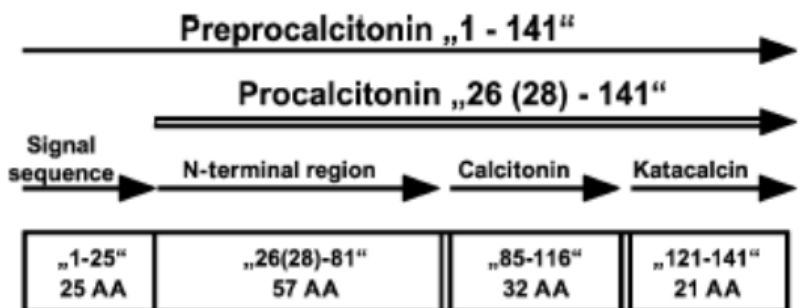 Preprocalcitonin „1 - 141“
Procalcitonin „26 (28) - 141“
Signal
sequence
N-terminal region
Calcitonin
Katacalcin
„1-25“
25 AA
„26(28)-81“
57 AA
„85-116“
32 AA
„121-141“
21 AA